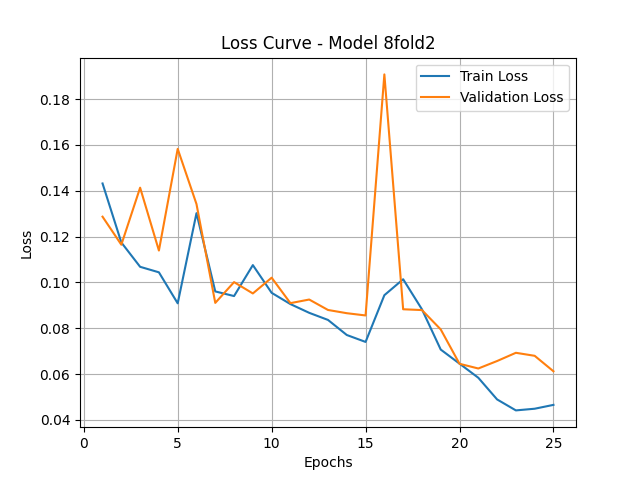 Loss Curve - Model 8fold2
Train Loss
Validation Loss
0.18
0.16
0.14
0.12
0.10
0.08
0.06
0.04
Loss
0 5 10 15 20 25
Epochs